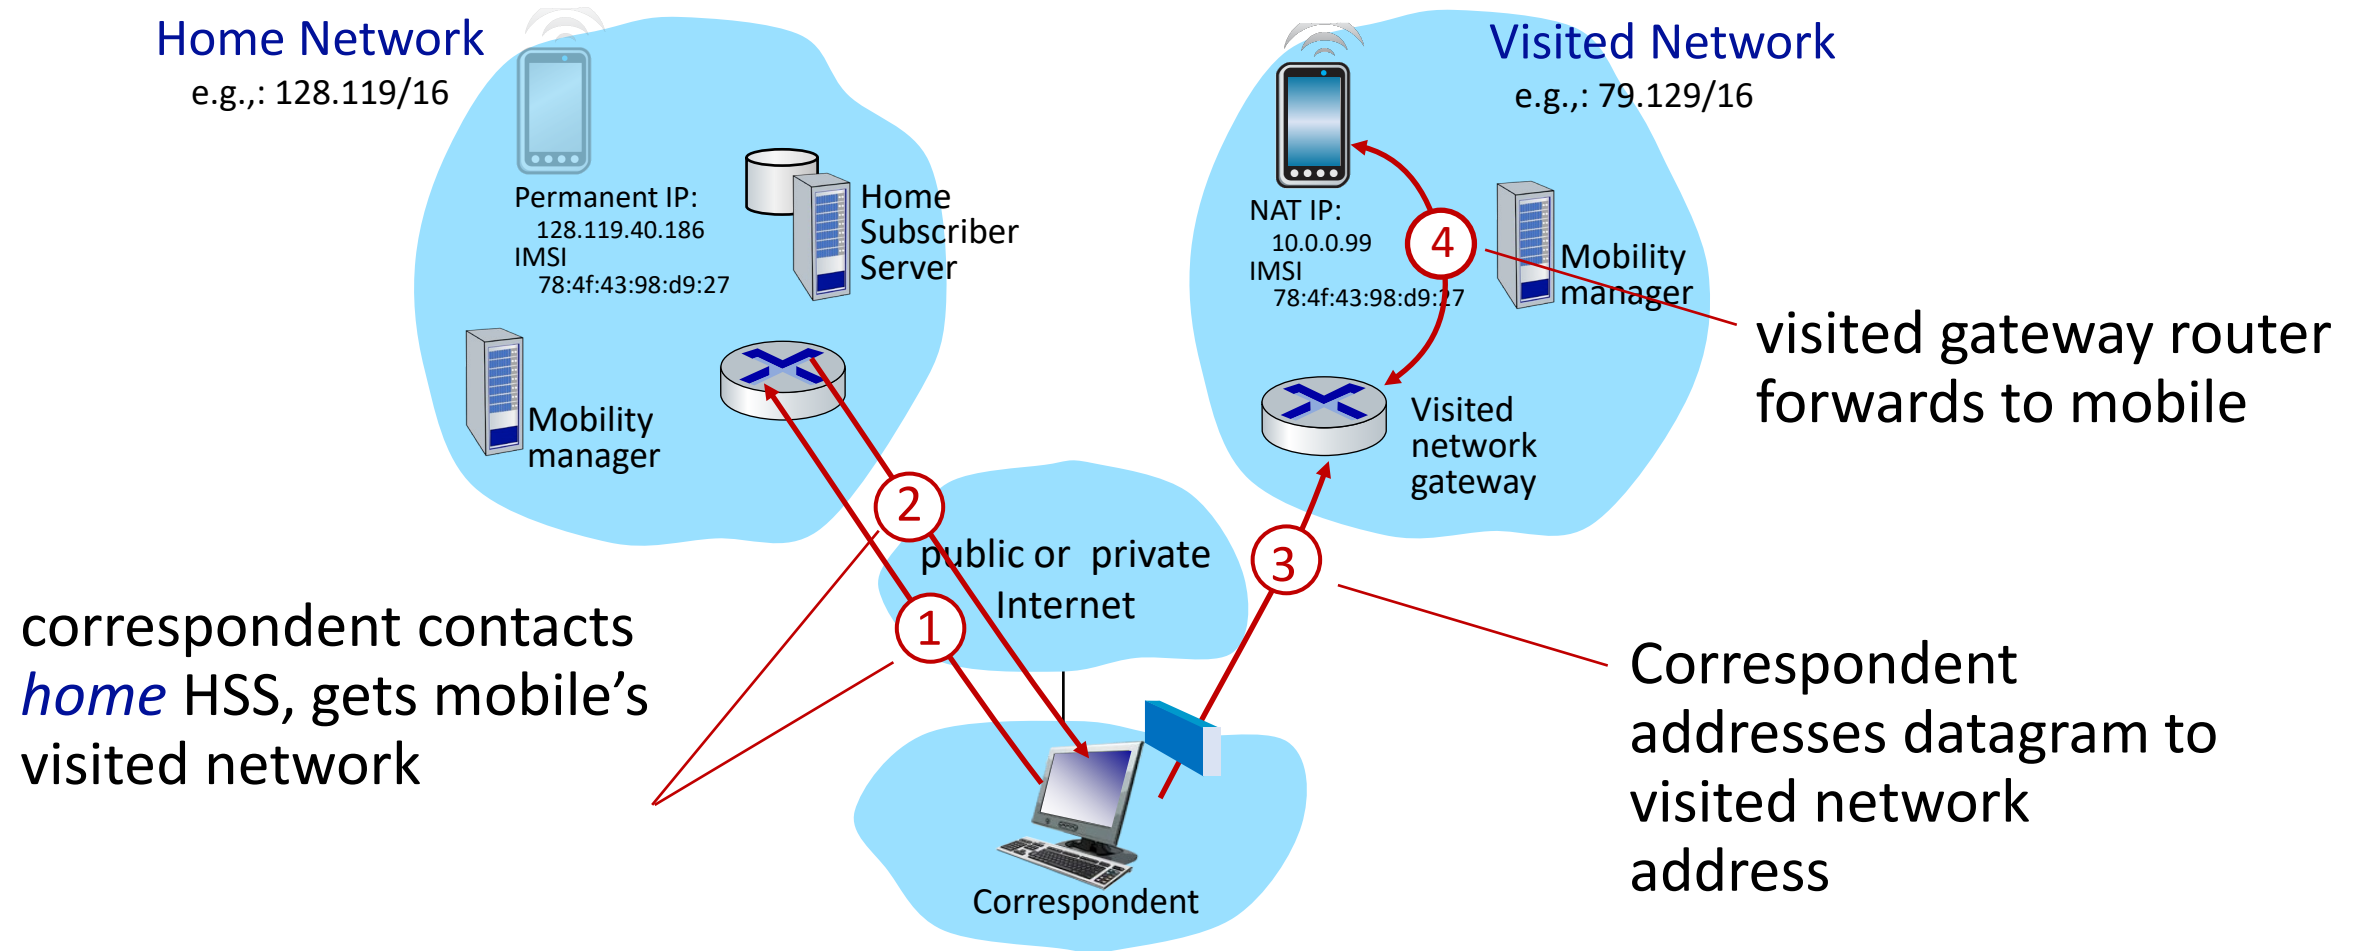 Home Network
e.g.,: 128.119/16
Permanent IP:
128.119.40.186
IMSI
78:4f:43:98:d9:27
Home
Subscriber
Server
Mobility
manager
Visited Network
e.g.,: 79.129/16
NAT IP:
10.0.0.99
IMSI
78:4f:43:98:d9:27
4
Mobility
manager
Visited
network
gateway
visited gateway router
forwards to mobile
2
public or  private
Internet
3
1
correspondent contacts
home HSS, gets mobile’s
visited network
Correspondent
addresses datagram to
visited network
address
Correspondent